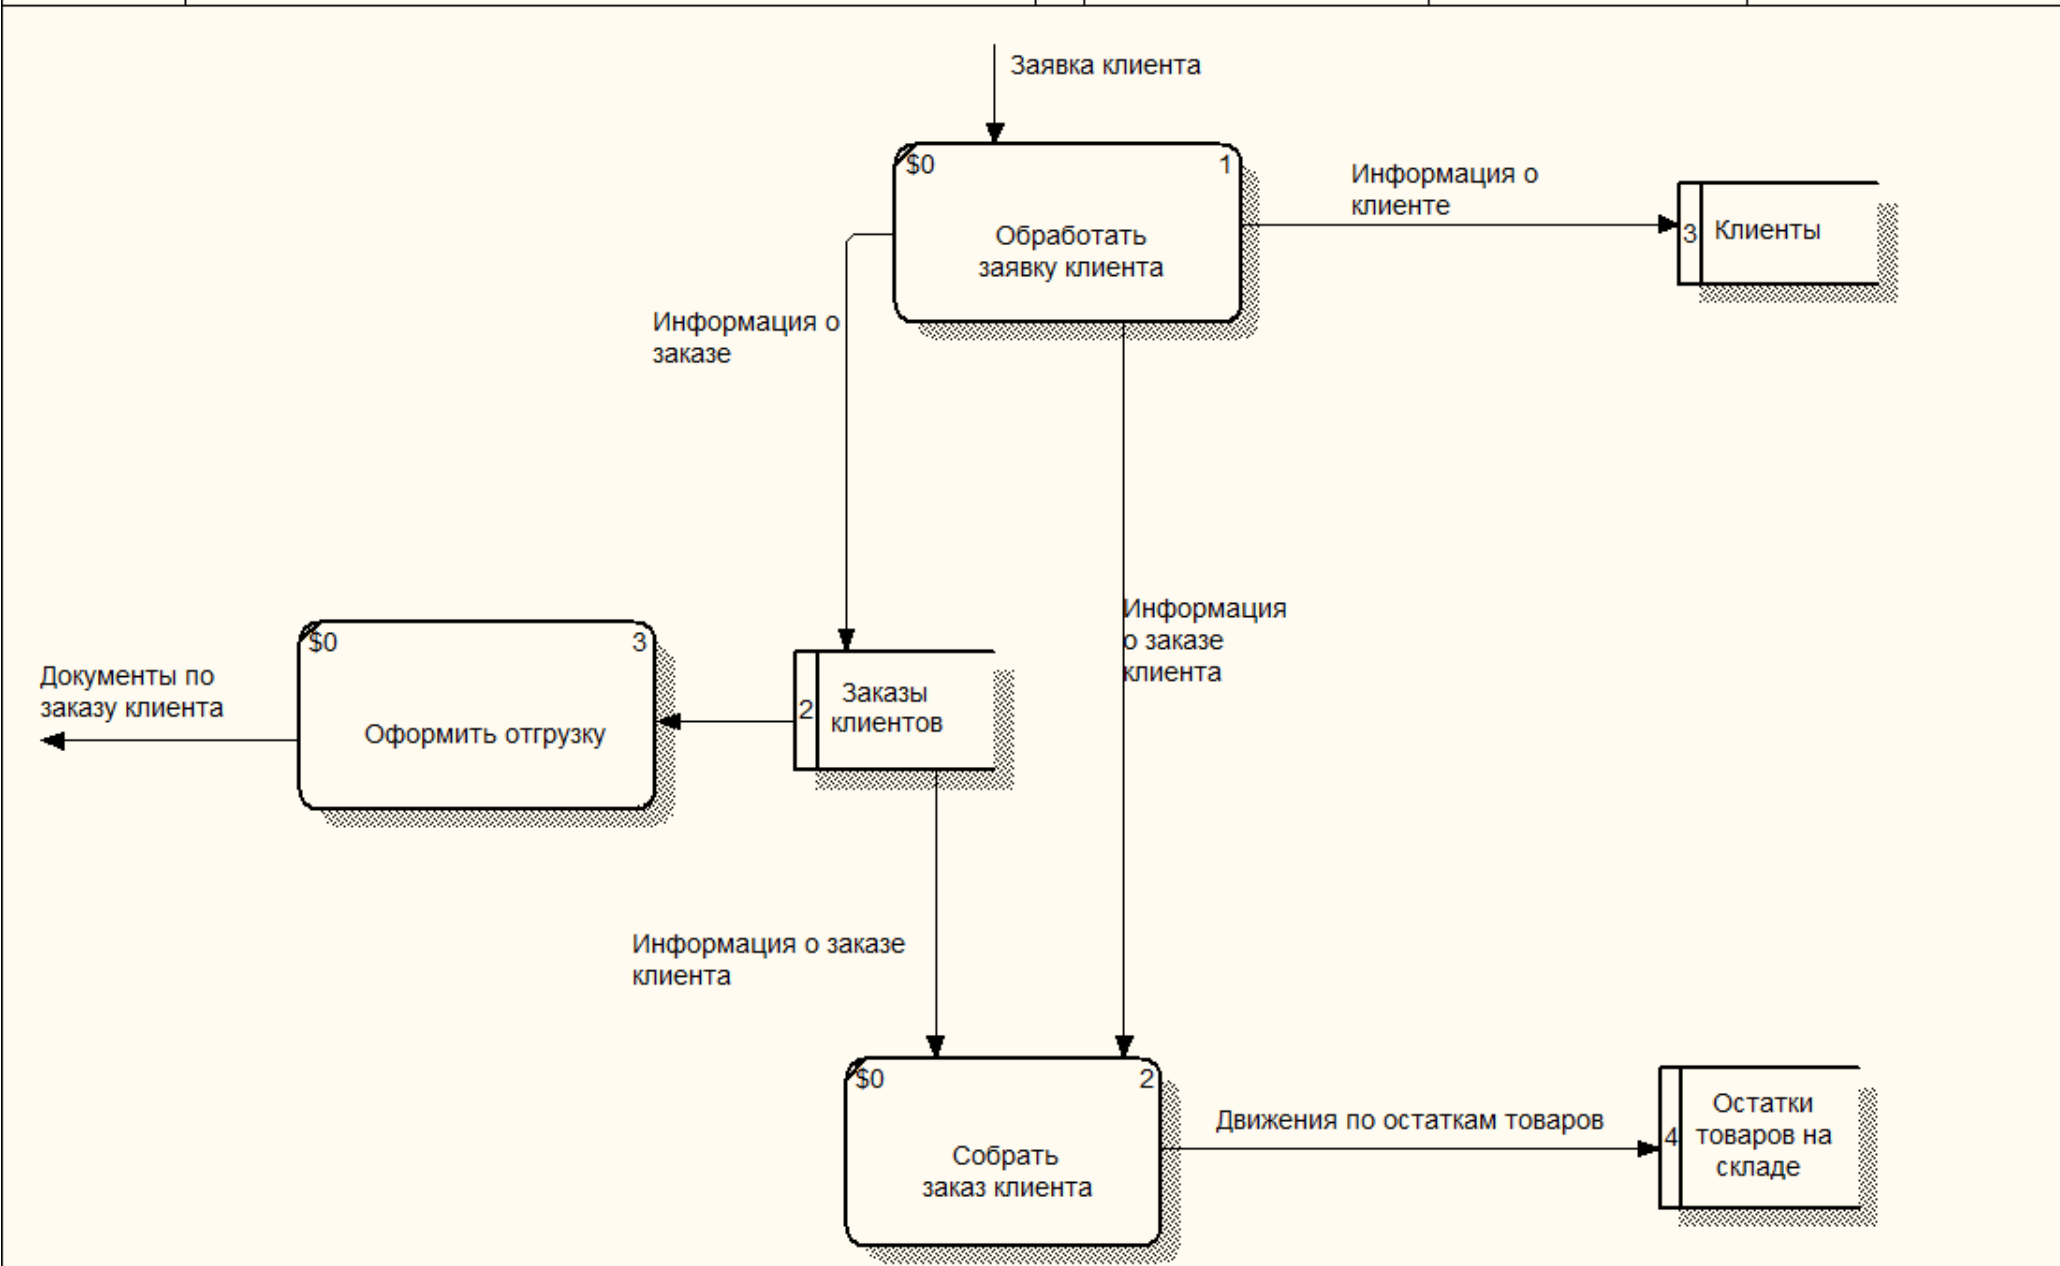 Заявка клиента
$0
1
Обработать
заявку клиента
Информация о
клиенте
3
Клиенты
Информация о
заказе
Информация
о заказе
клиента
$0
3
Оформить отгрузку
Документы по
заказу клиента
2
Заказы
клиентов
Информация о заказе
клиента
$0
2
Собрать
заказ клиента
Движения по остаткам товаров
4
Остатки
товаров на
складе